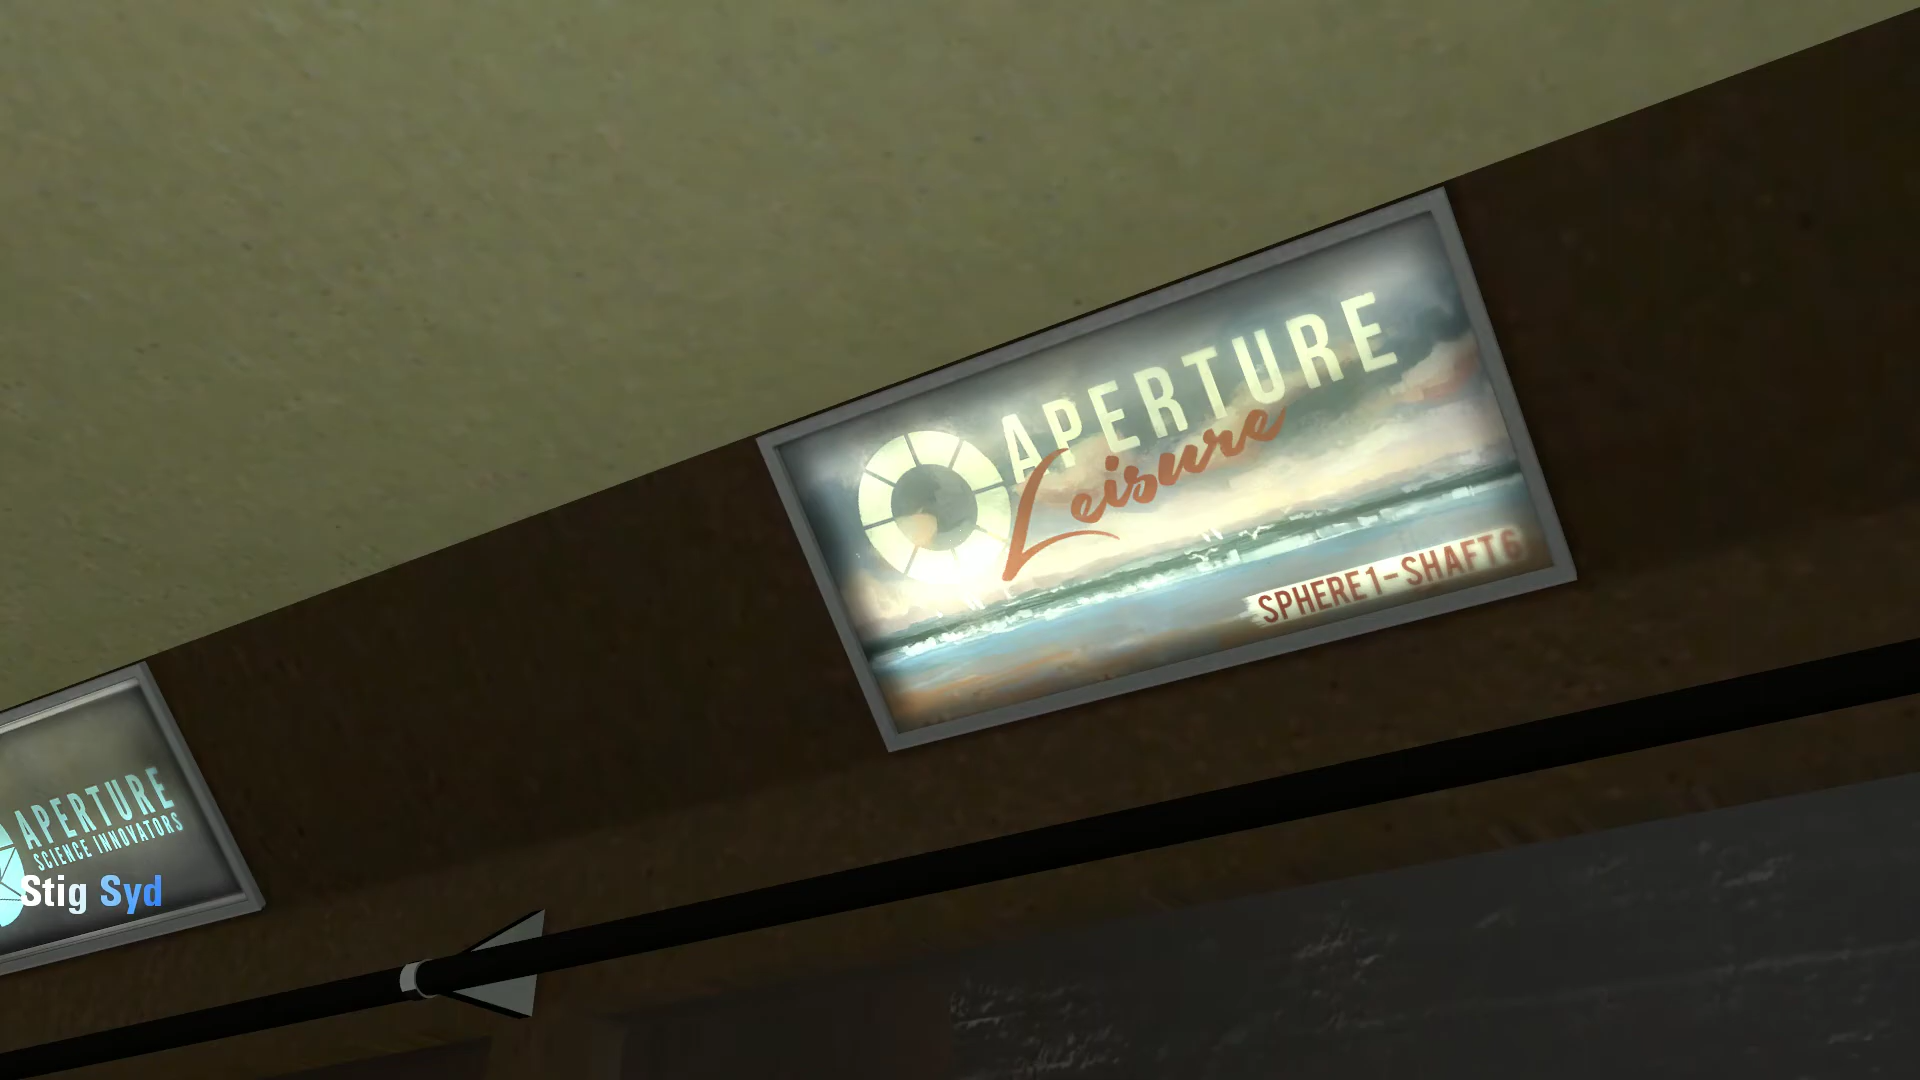 APERTURE
Leisure
SPHERE 1 - SHAFT 6
APERTURE
SCIENCE INNOVATORS
Stig Syd